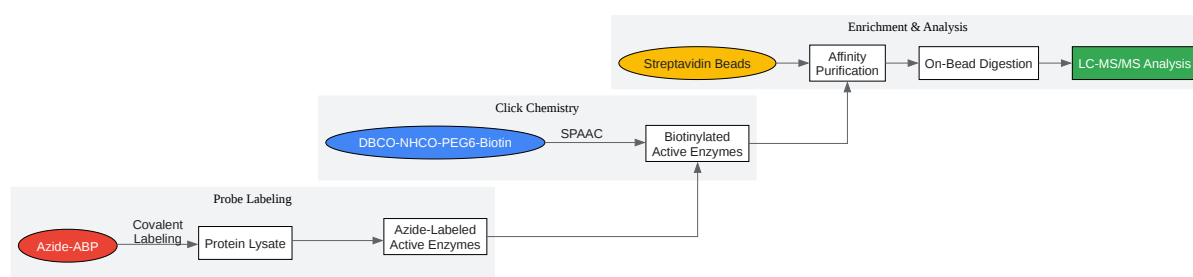 Enrichment & Analysis
Streptavidin Beads
Affinity
Purification
On-Bead Digestion
LC-MS/MS Analysis
Click Chemistry
DBCO-NHCO-PEG6-Biotin
SPAAC
Biotinylated
Active Enzymes
Probe Labeling
Azide-ABP
Covalent
Labeling
Protein Lysate
Azide-Labeled
Active Enzymes